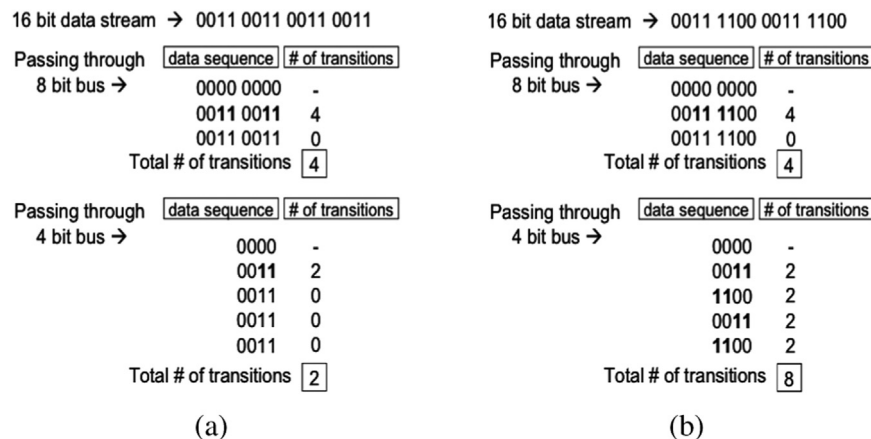 16 bit data stream → 0011 0011 0011 0011
Passing through data sequence # of transitions
8 bit bus →
0000 0000 -
0011 0011 4
0011 0011 0
Total # of transitions 4
Passing through data sequence # of transitions
4 bit bus →
0000 -
0011 2
0011 0
0011 0
0011 0
Total # of transitions 2
(a)
16 bit data stream → 0011 1100 0011 1100
Passing through data sequence # of transitions
8 bit bus →
0000 0000 -
0011 1100 4
0011 1100 0
Total # of transitions 4
Passing through data sequence # of transitions
4 bit bus →
0000 -
0011 2
1100 2
0011 2
1100 2
Total # of transitions 8
(b)